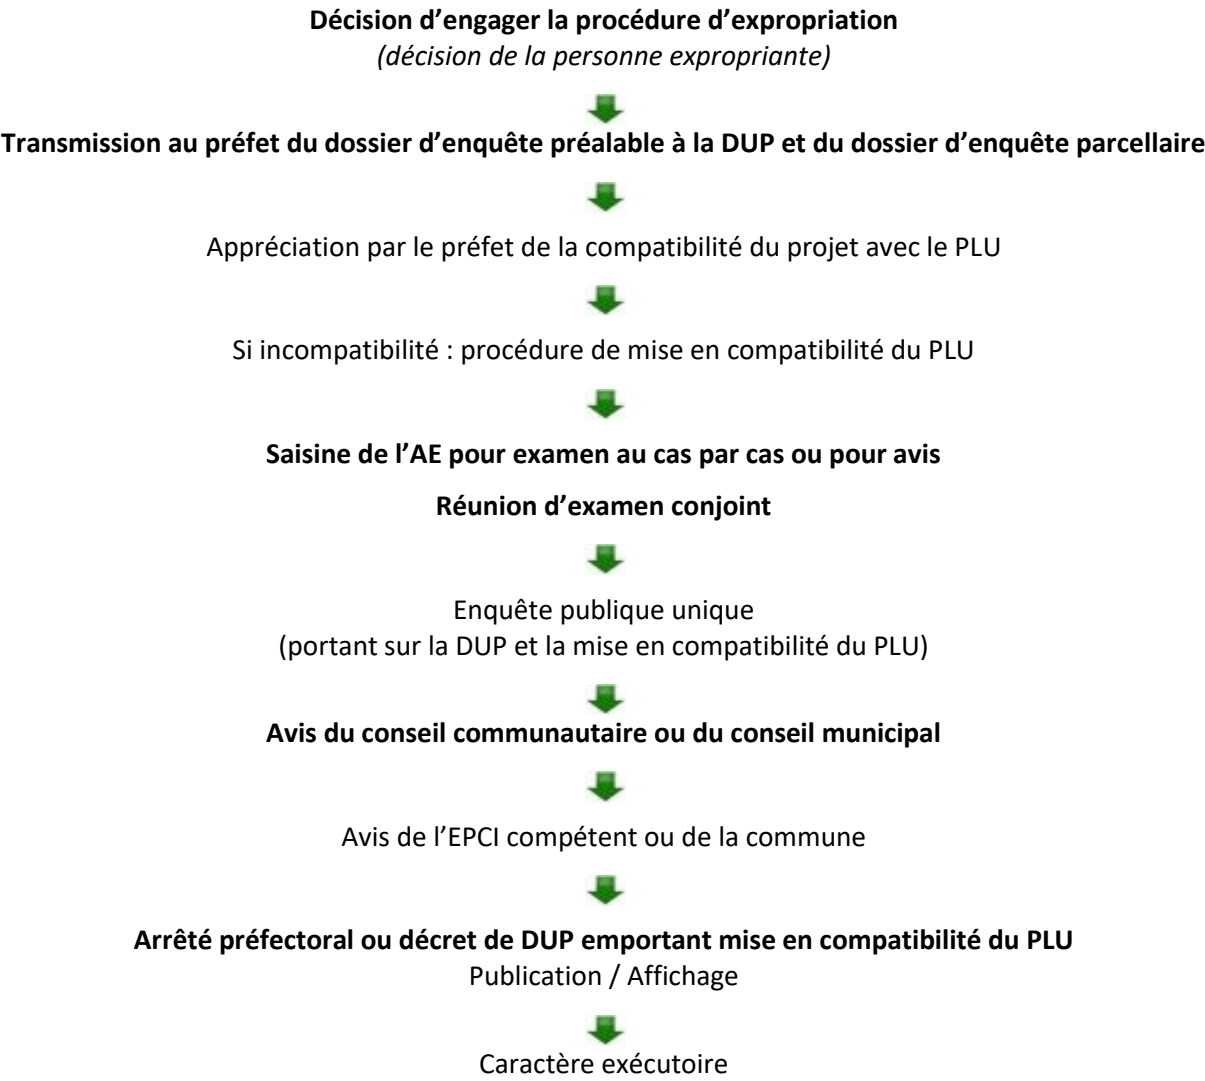 Décision d’engager la procédure d’expropriation
(décision de la personne expropriante)
Transmission au préfet du dossier d’enquête préalable à la DUP et du dossier d’enquête parcellaire
Appréciation par le préfet de la compatibilité du projet avec le PLU
Si incompatibilité : procédure de mise en compatibilité du PLU
Saisine de l’AE pour examen au cas par cas ou pour avis
Réunion d’examen conjoint
Enquête publique unique
(portant sur la DUP et la mise en compatibilité du PLU)
Avis du conseil communautaire ou du conseil municipal
Avis de l’EPCI compétent ou de la commune
Arrêté préfectoral ou décret de DUP emportant mise en compatibilité du PLU
Publication / Affichage
Caractère exécutoire